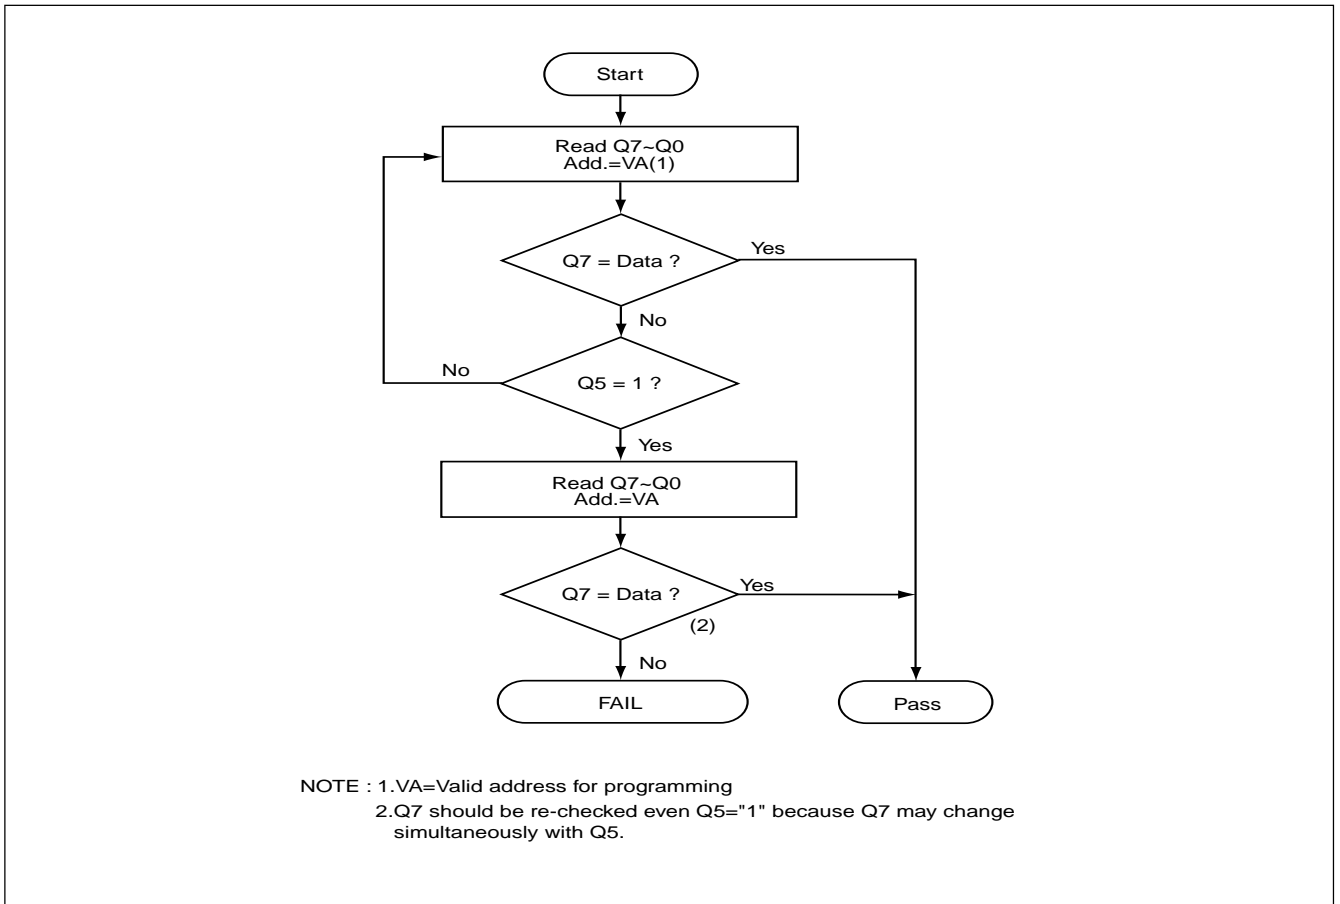 Start
Read Q7~Q0
Add.=VA(1)
Q7 = Data ?
Yes
No
Q5 = 1 ?
No
Yes
Read Q7~Q0
Add.=VA
Q7 = Data ?
Yes
(2)
No
FAIL
Pass
NOTE : 1.VA=Valid address for programming
2.Q7 should be re-checked even Q5="1" because Q7 may change
simultaneously with Q5.